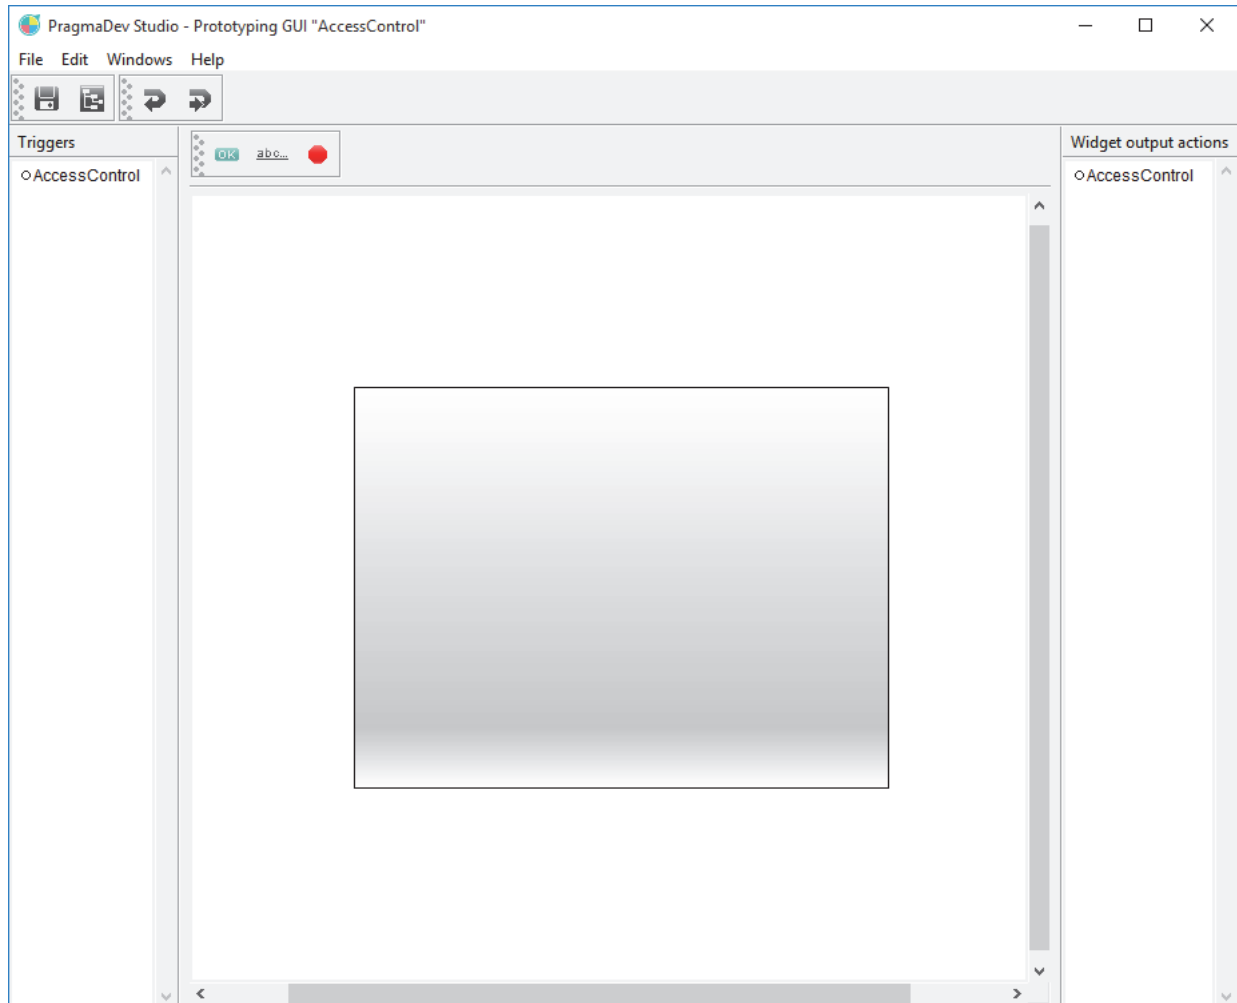 PragmaDev Studio - Prototyping GUI "AccessControl"
File Edit Windows Help
Triggers
OK abc... 
Widget output actions
AccessControl
AccessControl